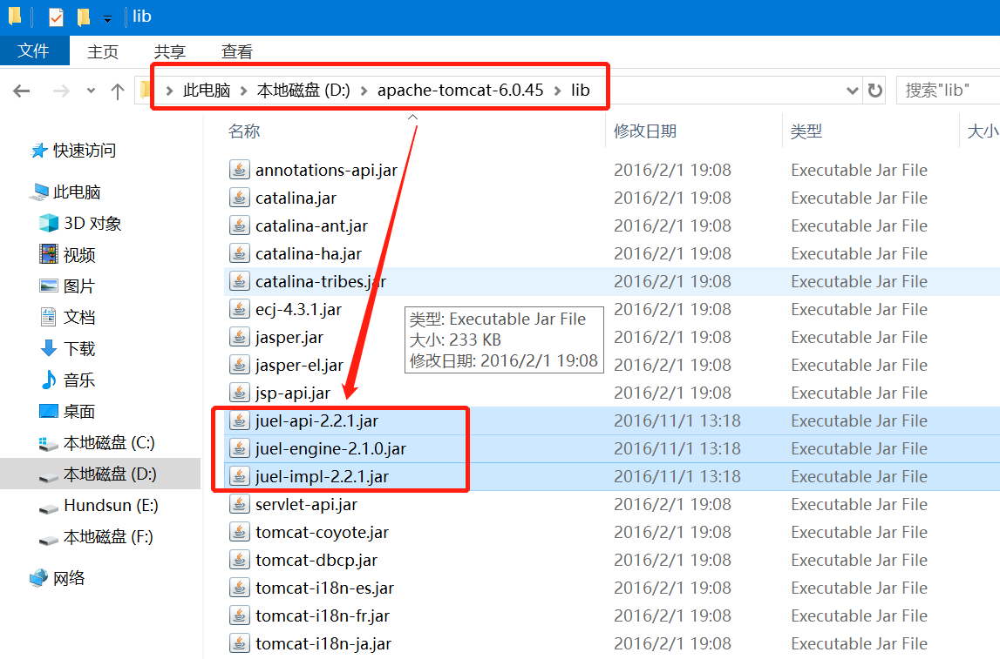 lib
文件 主页 共享 查看
此电脑 本地磁盘 (D:) apache-tomcat-6.0.45 lib 搜索"lib"
名称 修改日期 类型 大小
快速访问
此电脑
3D 对象
视频
图片
文档
下载
音乐
桌面
本地磁盘 (C:)
本地磁盘 (D:)
Hundsun (E:)
本地磁盘 (F:)
网络
annotations-api.jar 2016/2/1 19:08 Executable Jar File
catalina.jar 2016/2/1 19:08 Executable Jar File
catalina-ant.jar 2016/2/1 19:08 Executable Jar File
catalina-ha.jar 2016/2/1 19:08 Executable Jar File
catalina-tribes.jar 2016/2/1 19:08 Executable Jar File
ecj-4.3.1.jar 2016/2/1 19:08 Executable Jar File
jasper.jar 2016/2/1 19:08 Executable Jar File
jasper-el.jar 2016/2/1 19:08 Executable Jar File
jsp-api.jar 2016/2/1 19:08 Executable Jar File
juel-api-2.2.1.jar 2016/11/1 13:18 Executable Jar File
juel-engine-2.1.0.jar 2016/11/1 13:18 Executable Jar File
juel-impl-2.2.1.jar 2016/11/1 13:18 Executable Jar File
servlet-api.jar 2016/2/1 19:08 Executable Jar File
tomcat-coyote.jar 2016/2/1 19:08 Executable Jar File
tomcat-dbcp.jar 2016/2/1 19:08 Executable Jar File
tomcat-i18n-es.jar 2016/2/1 19:08 Executable Jar File
tomcat-i18n-fr.jar 2016/2/1 19:08 Executable Jar File
tomcat-i18n-ja.jar 2016/2/1 19:08 Executable Jar File
类型: Executable Jar File
大小: 233 KB
修改日期: 2016/2/1 19:08